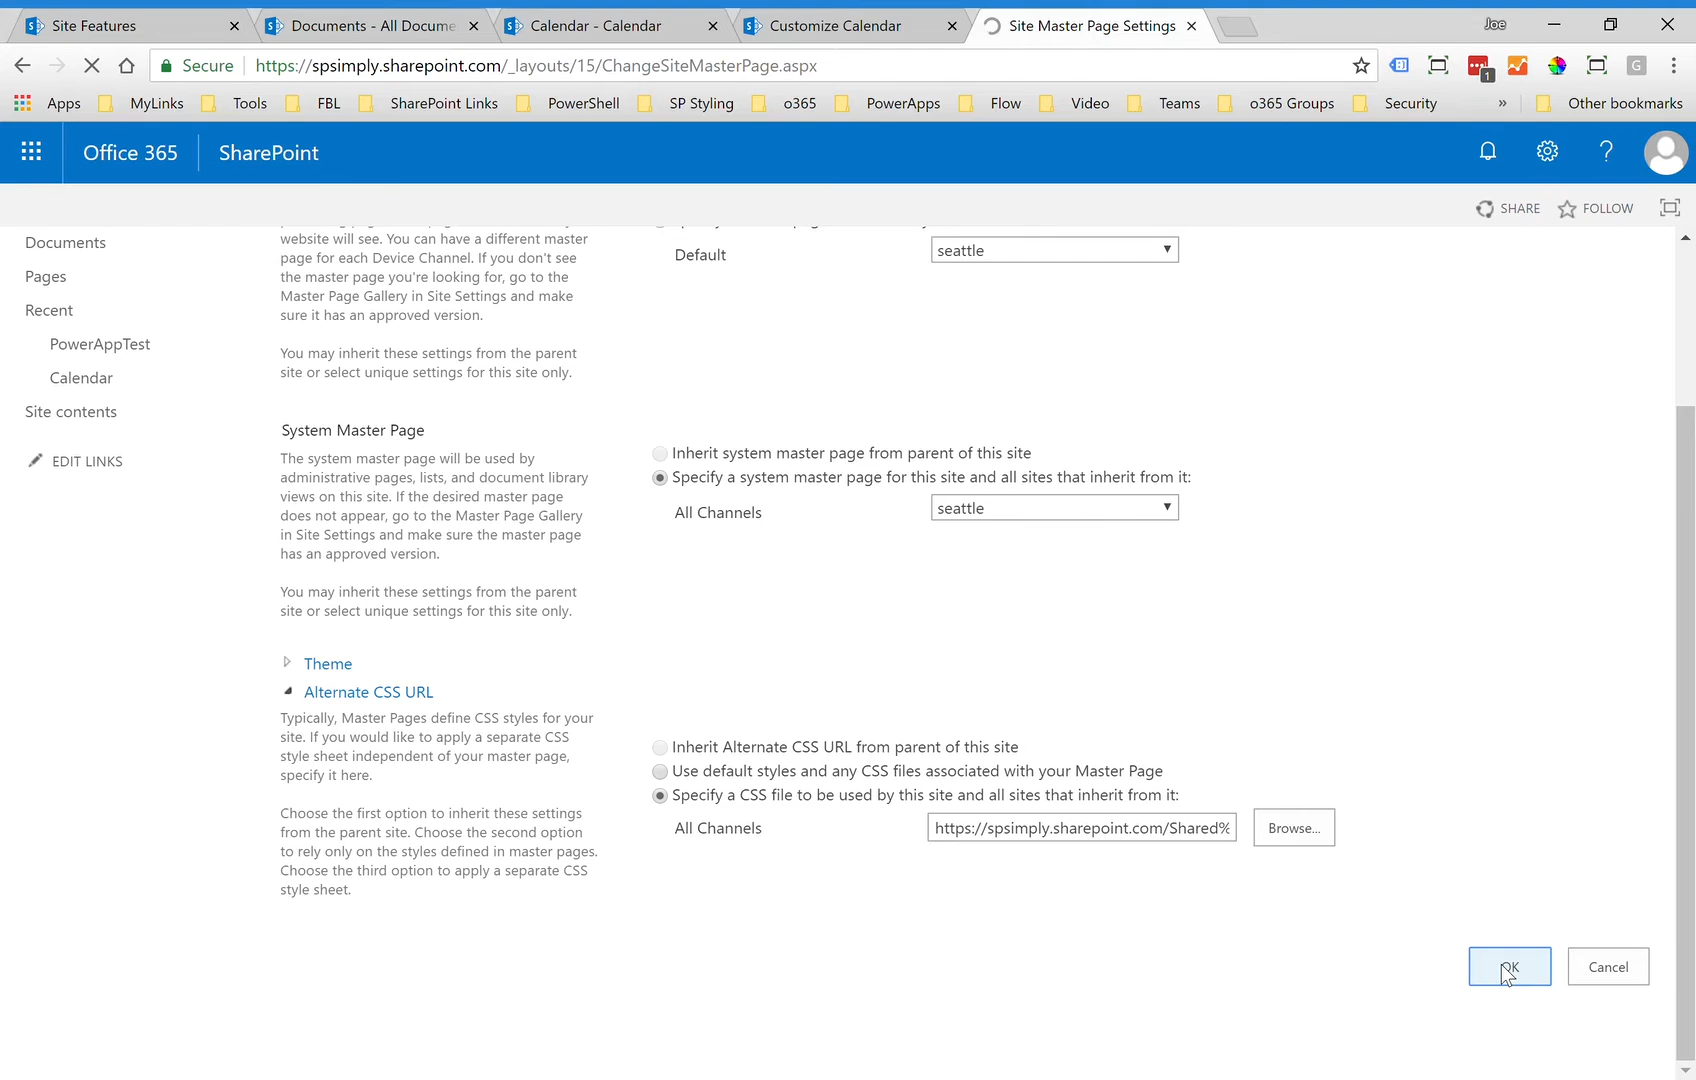 Site Features
Documents - All Docume
Calendar - Calendar
Customize Calendar
Site Master Page Settings
Joe
Secure
https://spsimply.sharepoint.com/_layouts/15/ChangeSiteMasterPage.aspx
1
G
Apps
MyLinks
Tools
FBL
SharePoint Links
PowerShell
SP Styling
o365
PowerApps
Flow
Video
Teams
o365 Groups
Security
»
Other bookmarks
Office 365
SharePoint
?
SHARE
FOLLOW
Documents
Pages
Recent
PowerAppTest
Calendar
Site contents
EDIT LINKS
website will see. You can have a different master
page for each Device Channel. If you don't see
the master page you're looking for, go to the
Master Page Gallery in Site Settings and make
sure it has an approved version.
You may inherit these settings from the parent
site or select unique settings for this site only.
Default
seattle
System Master Page
The system master page will be used by
administrative pages, lists, and document library
views on this site. If the desired master page
does not appear, go to the Master Page Gallery
in Site Settings and make sure the master page
has an approved version.
You may inherit these settings from the parent
site or select unique settings for this site only.
Inherit system master page from parent of this site
Specify a system master page for this site and all sites that inherit from it:
All Channels
seattle
Theme
Alternate CSS URL
Typically, Master Pages define CSS styles for your
site. If you would like to apply a separate CSS
style sheet independent of your master page,
specify it here.
Choose the first option to inherit these settings
from the parent site. Choose the second option
to rely only on the styles defined in master pages.
Choose the third option to apply a separate CSS
style sheet.
Inherit Alternate CSS URL from parent of this site
Use default styles and any CSS files associated with your Master Page
Specify a CSS file to be used by this site and all sites that inherit from it:
All Channels
https://spsimply.sharepoint.com/Shared%
Browse...
OK
Cancel